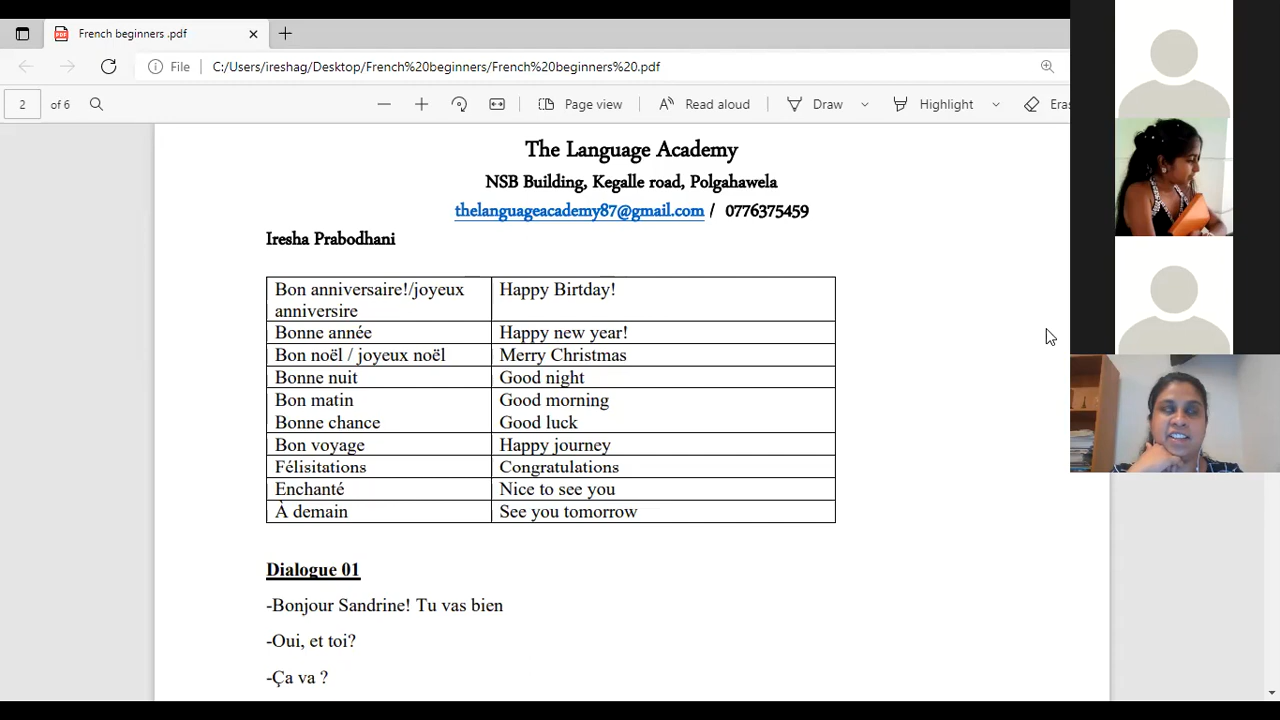 French beginners .pdf
File
C:/Users/ireshag/Desktop/French%20beginners/French%20beginners%20.pdf
2 of 6
Page view
Read aloud
Draw
Highlight
Eras
The Language Academy
NSB Building, Kegalle road, Polgahawela
thelanguageacademy87@gmail.com / 0776375459
Iresha Prabodhani
Bon anniversaire!/joyeux Happy Birtday!
anniversire
Bonne année Happy new year!
Bon noël / joyeux noël Merry Christmas
Bonne nuit Good night
Bon matin Good morning
Bonne chance Good luck
Bon voyage Happy journey
Félisitations Congratulations
Enchanté Nice to see you
À demain See you tomorrow
Dialogue 01
-Bonjour Sandrine! Tu vas bien
-Oui, et toi?
-Ça va ?